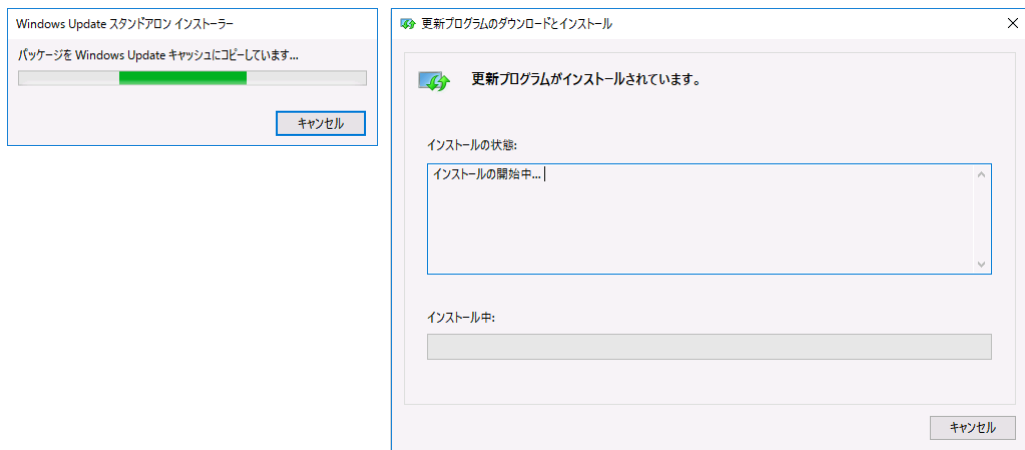 Windows Update スタンドアロン インストーラー
パッケージを Windows Update キャッシュにコピーしています...
キャンセル
更新プログラムのダウンロードとインストール
更新プログラムがインストールされています。
インストールの状態:
インストールの開始中...
インストール中:
キャンセル